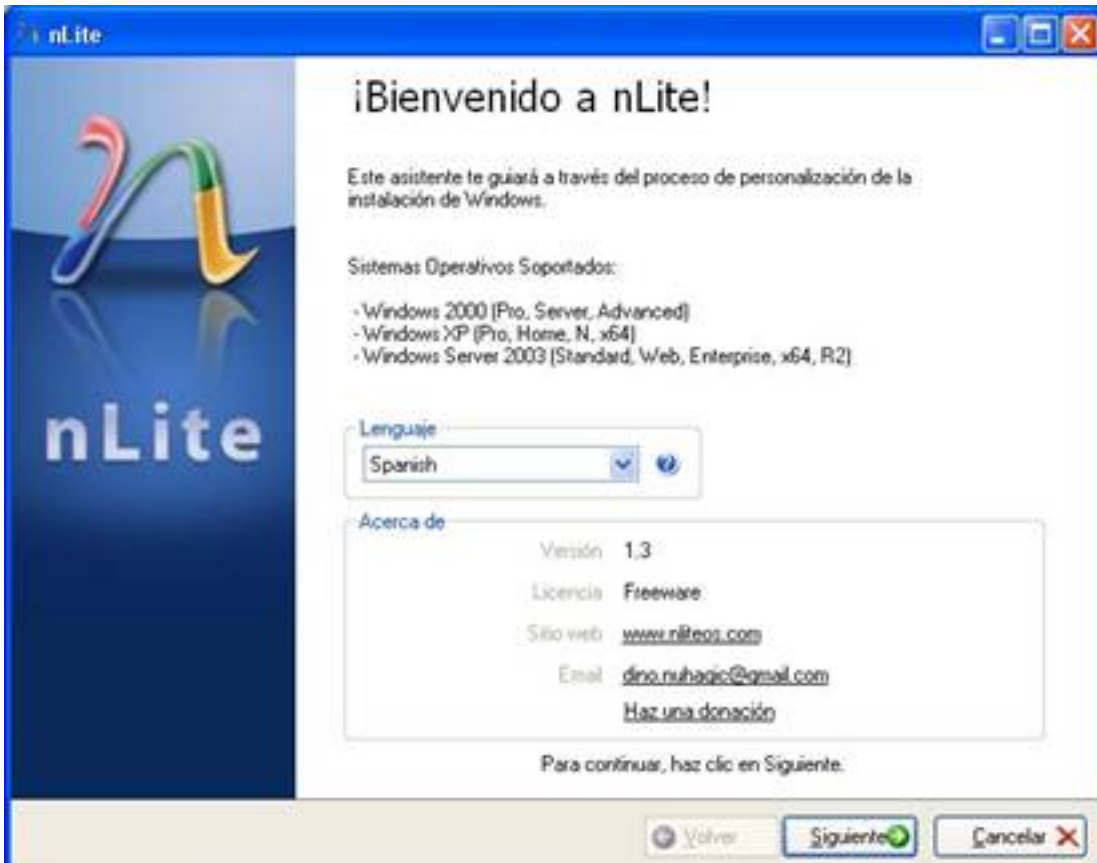 nLite
¡Bienvenido a nLite!
Este asistente te guiará a través del proceso de personalización de la
instalación de Windows.
Sistemas Operativos Soportados:
- Windows 2000 (Pro, Server, Advanced)
- Windows XP (Pro, Home, N, x64)
- Windows Server 2003 (Standard, Web, Enterprise, x64, R2)
nLite
Lenguaje
Spanish
Acerca de
Versión 1.3
Licencia Freeware
Sitio web www.nliteos.com
Email dino.nuhagic@gmail.com
Haz una donación
Para continuar, haz clic en Siguiente.
Volver Siguiente Cancelar